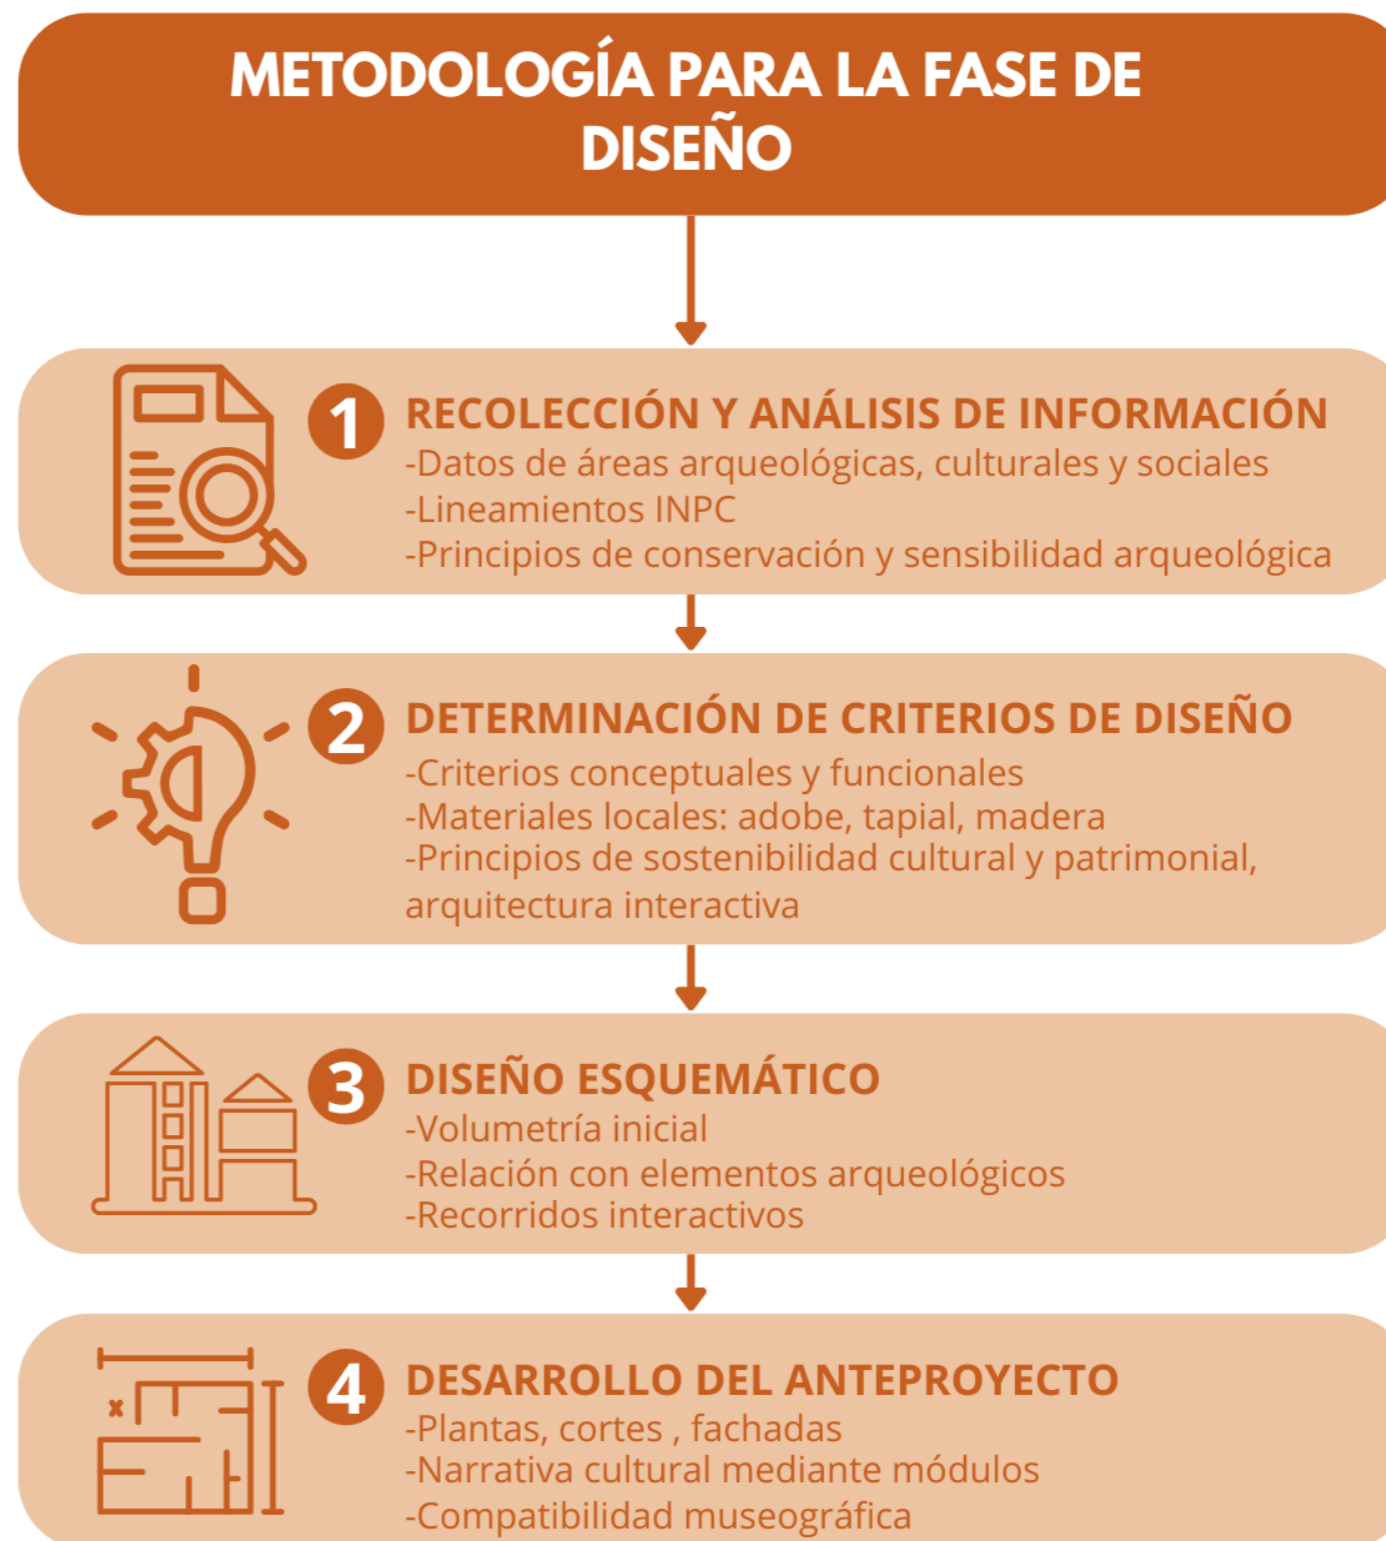 METODOLOGÍA PARA LA FASE DE
DISEÑO
1 RECOLECCIÓN Y ANÁLISIS DE INFORMACIÓN
-Datos de áreas arqueológicas, culturales y sociales
-Lineamientos INPC
-Principios de conservación y sensibilidad arqueológica
2 DETERMINACIÓN DE CRITERIOS DE DISEÑO
-Criterios conceptuales y funcionales
-Materiales locales: adobe, tapial, madera
-Principios de sostenibilidad cultural y patrimonial,
arquitectura interactiva
3 DISEÑO ESQUEMÁTICO
-Volumetría inicial
-Relación con elementos arqueológicos
-Recorridos interactivos
4 DESARROLLO DEL ANTEPROYECTO
-Plantas, cortes , fachadas
-Narrativa cultural mediante módulos
-Compatibilidad museográfica